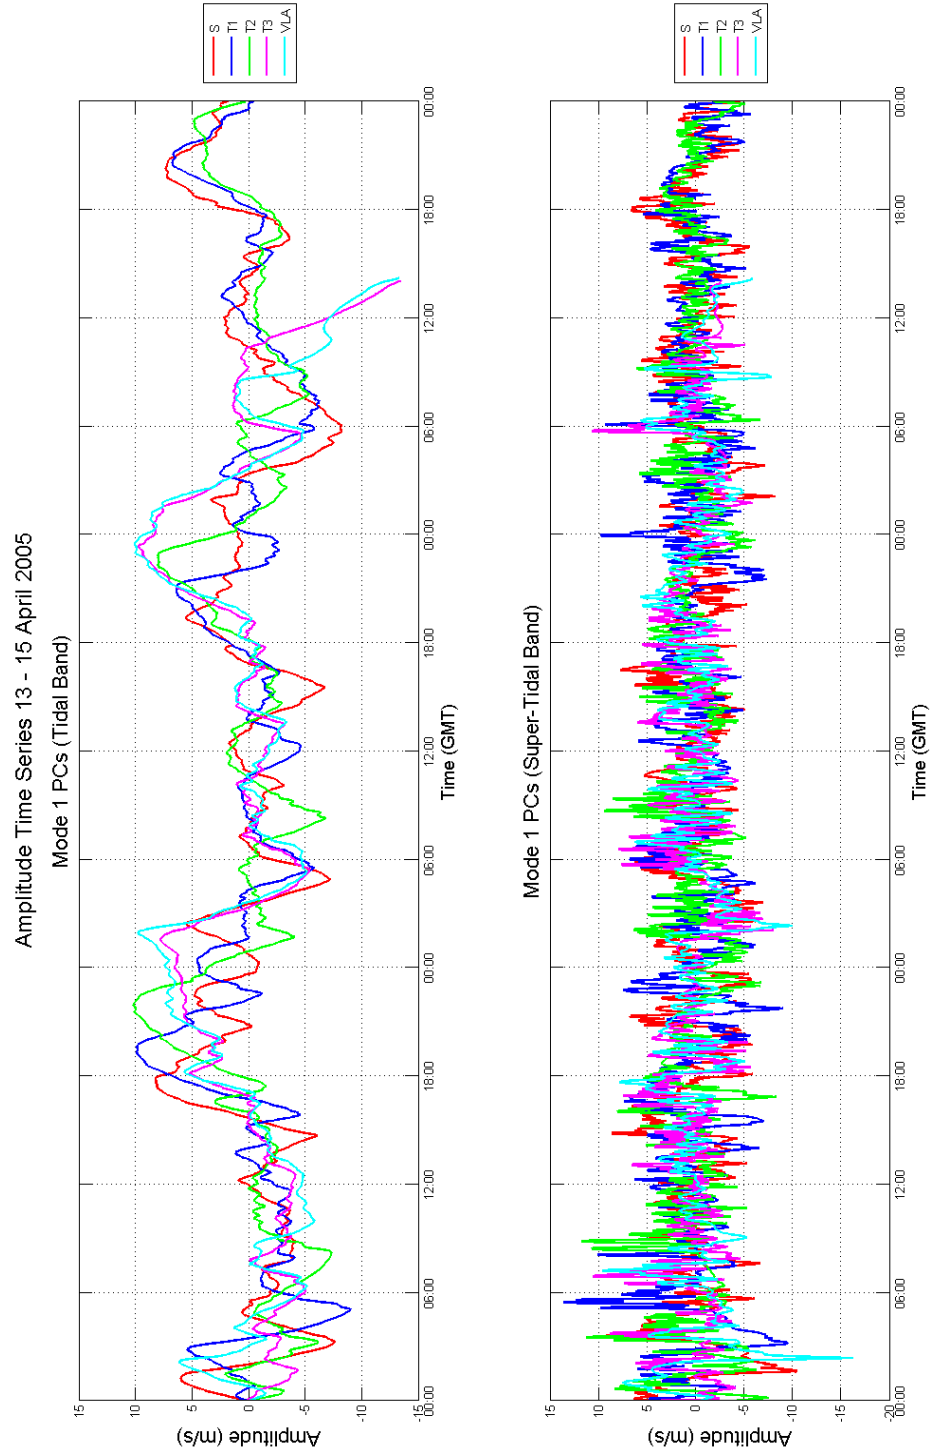 Amplitude Time Series 13 - 15 April 2005
Mode 1 PCs (Tidal Band)
15
10
5
0
-5
-10
-15
Amplitude (m/s)
00:00 06:00 12:00 18:00 00:00 06:00 12:00 18:00 00:00 06:00 12:00 18:00 00:00
Time (GMT)
S
T1
T2
T3
VLA
Mode 1 PCs (Super-Tidal Band)
15
10
5
0
-5
-10
-15
-20
Amplitude (m/s)
00:00 06:00 12:00 18:00 00:00 06:00 12:00 18:00 00:00 06:00 12:00 18:00 00:00
Time (GMT)
S
T1
T2
T3
VLA